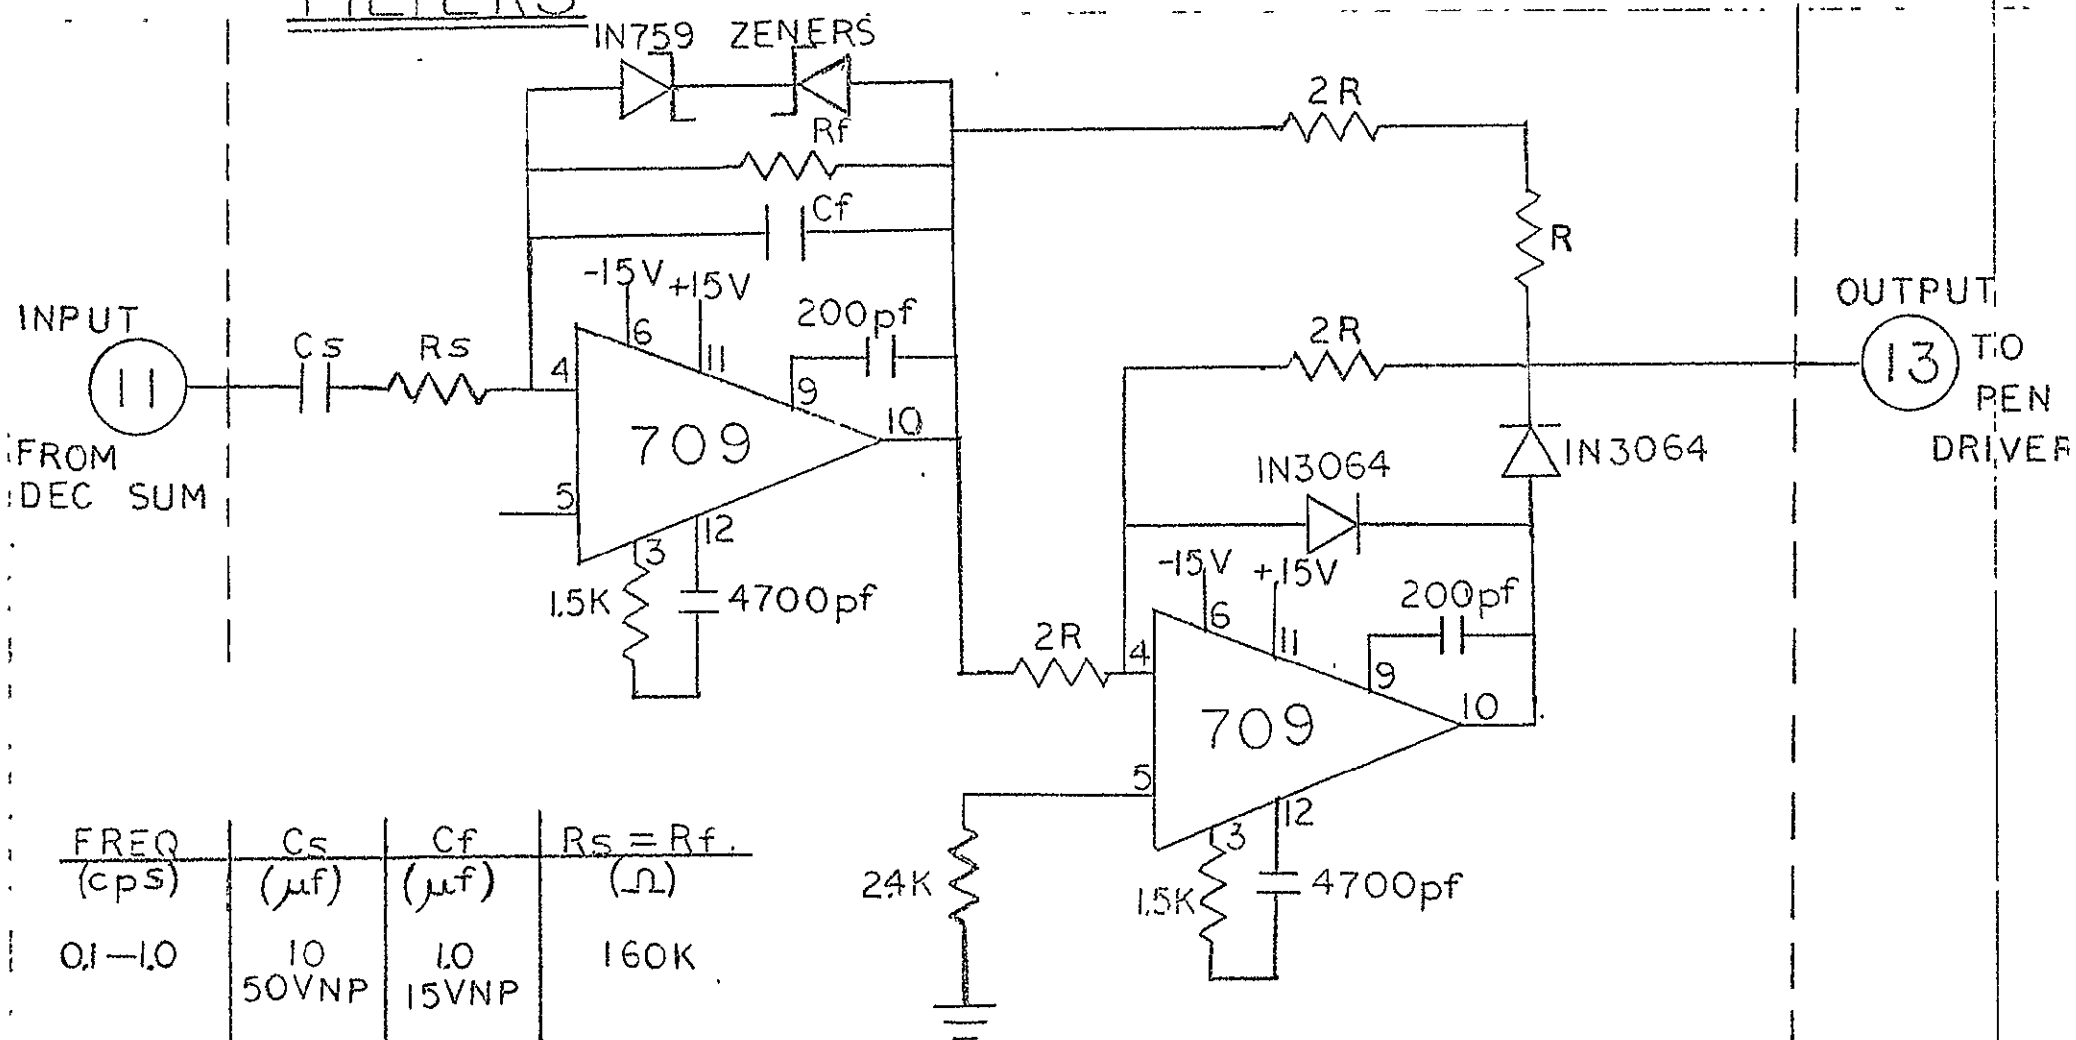 FILTERS
IN759 ZENERS
Rf
Cf
2R
R
-15V +15V
200pf
INPUT
11
FROM
DEC SUM
Cs
Rs
4
6
11
9
10
709
5
3
12
1.5K
4700pf
2R
OUTPUT
13
TO
PEN
DRIVER
IN3064
IN3064
-15V +15V
200pf
2R
4
6
11
9
10
709
5
3
12
24K
1.5K
4700pf
FREQ Cs Cf Rs = Rf
(cps) (μf) (μf) (Ω)
0.1-1.0 10 1.0 160K
50VNP 15VNP